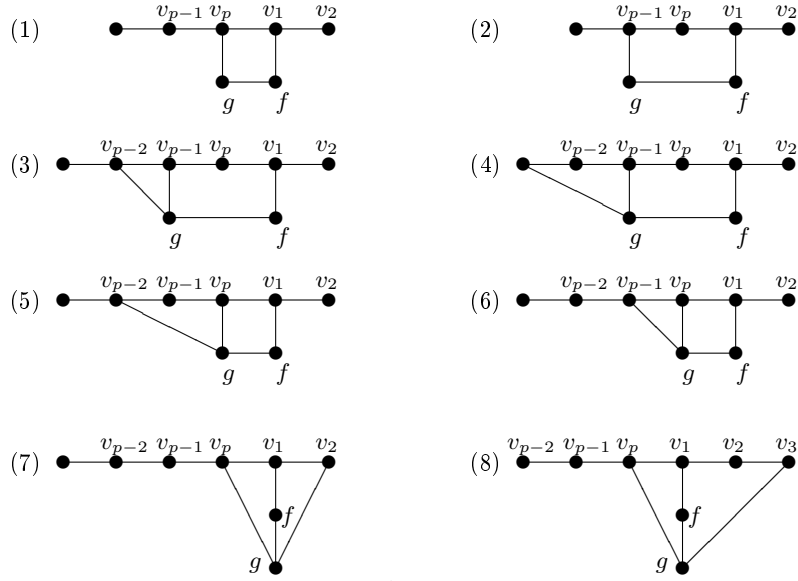 (1) v_{p-1} v_p v_1 v_2
g f
(2) v_{p-1} v_p v_1 v_2
g f
(3) v_{p-2} v_{p-1} v_p v_1 v_2
g f
(4) v_{p-2} v_{p-1} v_p v_1 v_2
g f
(5) v_{p-2} v_{p-1} v_p v_1 v_2
g f
(6) v_{p-2} v_{p-1} v_p v_1 v_2
g f
(7) v_{p-2} v_{p-1} v_p v_1 v_2
f
g
(8) v_{p-2} v_{p-1} v_p v_1 v_2 v_3
f
g